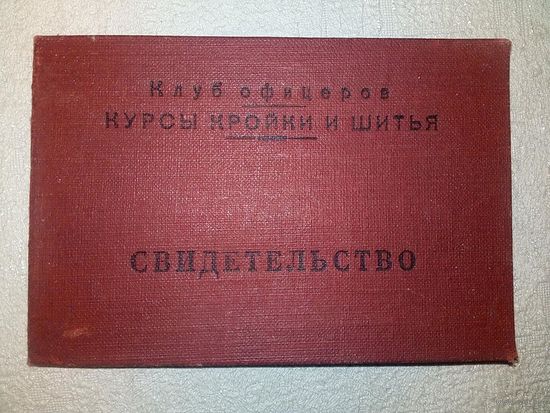 Клуб офицеров
КУРСЫ КРОЙКИ И ШИТЬЯ
СВИДЕТЕЛЬСТВО